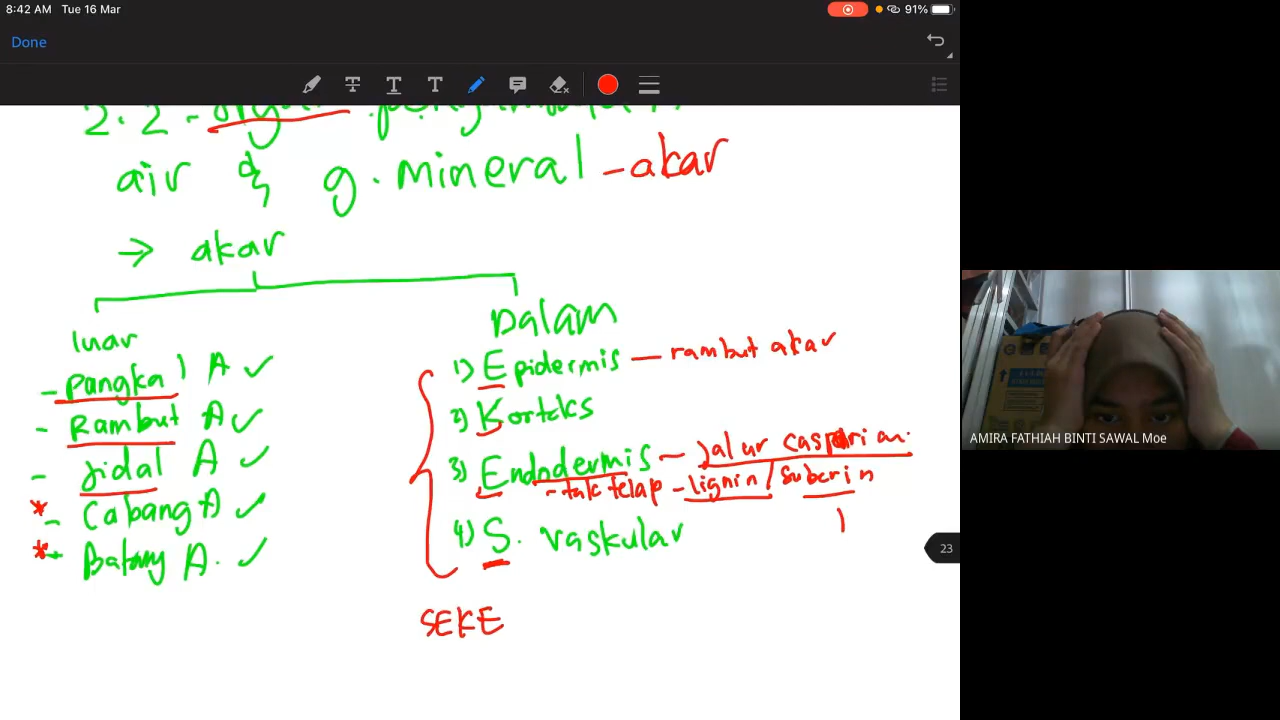 8:42 AM Tue 16 Mar
91%
Done
2.2 -
air & g. mineral - akar
→ akar
luar
Dalam
- Pangkal A ✓
- Rambut A ✓
- Jidal A ✓
* - Cabang A ✓
* - Batang A. ✓
1) Epidermis — rambut akar
2) Korteks
3) Endodermis - Jalur casparian.
- tak telap - lignin / suberin
4) S. vaskular
SEKE
23
AMIRA FATHIAH BINTI SAWAL Moe